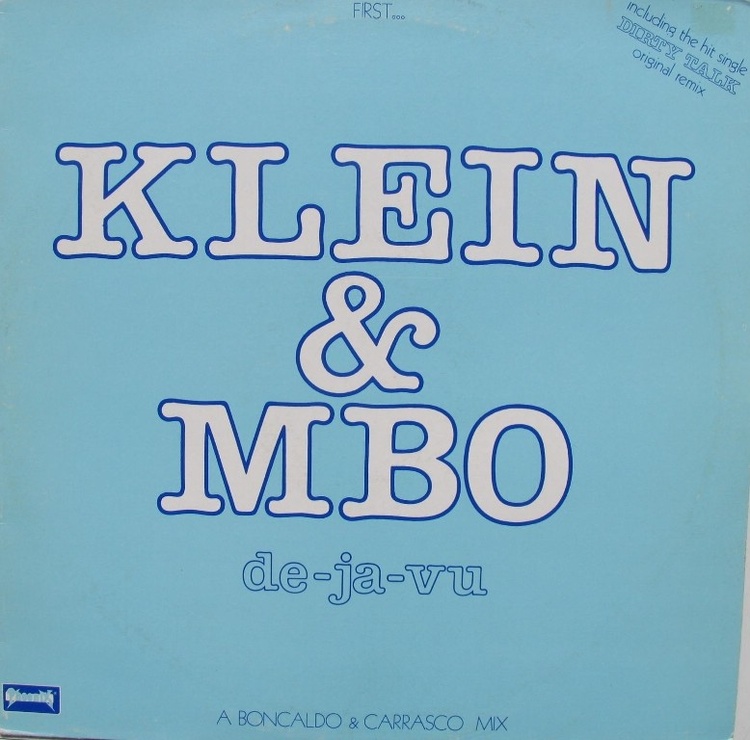 FIRST...
including the hit single
DIRTY TALK
original remix
KLEIN
&
MBO
de-ja-vu
A BONCALDO & CARRASCO MIX